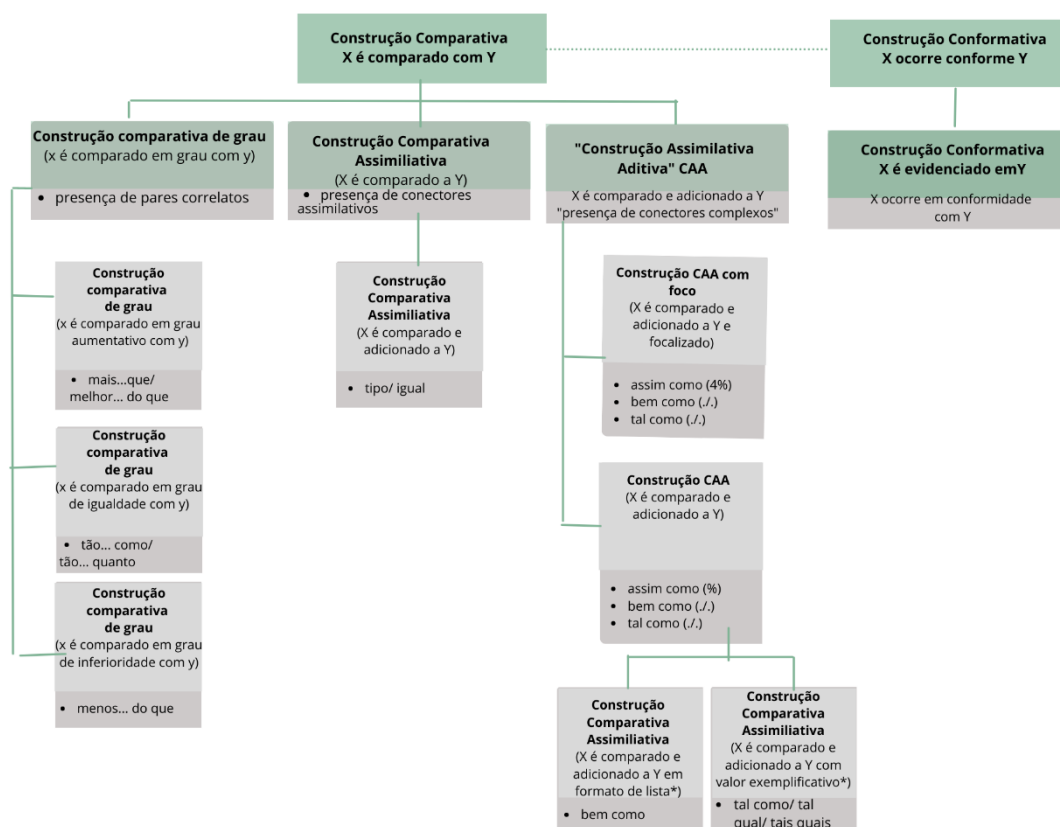 Construção Comparativa
X é comparado com Y
Construção Conformativa
X ocorre conforme Y
Construção comparativa de grau
(x é comparado em grau com y)
• presença de pares correlatos
Construção Comparativa
Assimiliativa
(X é comparado a Y)
• presença de conectores
assimilativos
"Construção Assimilativa
Aditiva" CAA
X é comparado e adicionado a Y
"presença de conectores complexos"
Construção Conformativa
X é evidenciado emY
X ocorre em conformidade
com Y
Construção
comparativa
de grau
(x é comparado em grau
aumentativo com y)
• mais...que/
melhor... do que
Construção
comparativa
de grau
(x é comparado em grau
de igualdade com y)
• tão... como/
tão... quanto
Construção
comparativa
de grau
(x é comparado em grau
de inferioridade com y)
• menos... do que
Construção
Comparativa
Assimiliativa
(X é comparado e
adicionado a Y)
• tipo/ igual
Construção CAA com
foco
(X é comparado e
adicionado a Y e
focalizado)
• assim como (4%)
• bem como (./.)
• tal como (./.)
Construção CAA
(X é comparado e
adicionado a Y)
• assim como (%)
• bem como (./.)
• tal como (./.)
Construção
Comparativa
Assimiliativa
(X é comparado e
adicionado a Y em
formato de lista*)
• bem como
Construção
Comparativa
Assimiliativa
(X é comparado e
adicionado a Y com
valor exemplificativo*)
• tal como/ tal
qual/ tais quais